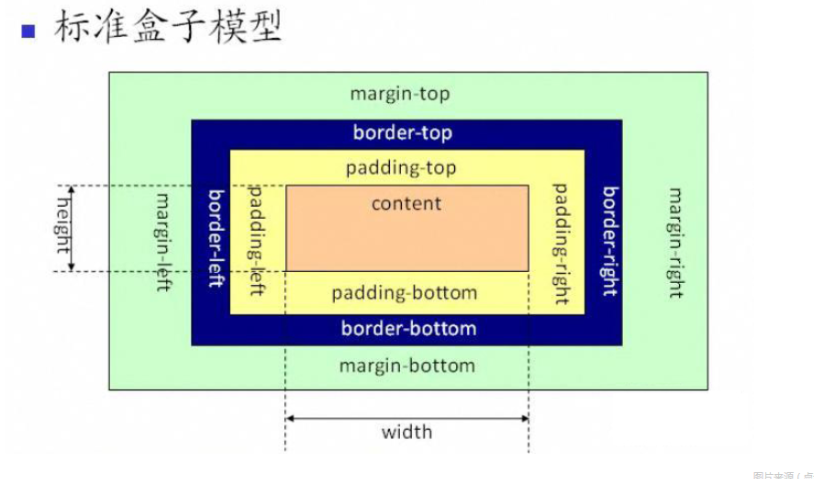 标准盒子模型
margin-top
border-top
padding-top
content
height
margin-left
border-left
padding-left
padding-right
border-right
margin-right
padding-bottom
border-bottom
margin-bottom
width